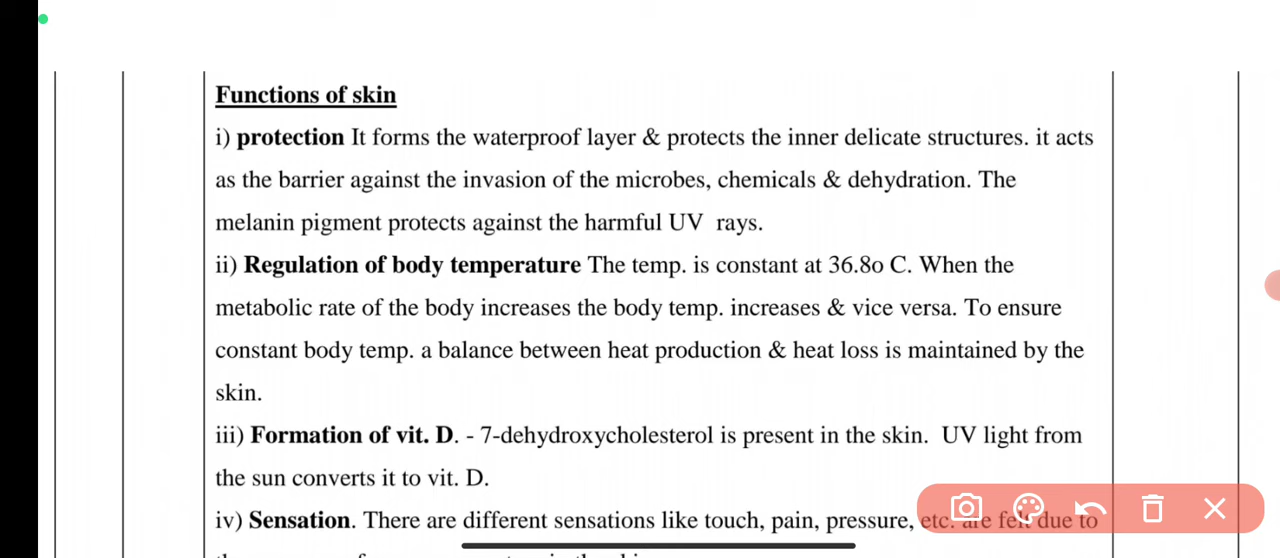 Functions of skin
i) protection It forms the waterproof layer & protects the inner delicate structures. it acts
as the barrier against the invasion of the microbes, chemicals & dehydration. The
melanin pigment protects against the harmful UV rays.
ii) Regulation of body temperature The temp. is constant at 36.8o C. When the
metabolic rate of the body increases the body temp. increases & vice versa. To ensure
constant body temp. a balance between heat production & heat loss is maintained by the
skin.
iii) Formation of vit. D. - 7-dehydroxycholesterol is present in the skin. UV light from
the sun converts it to vit. D.
iv) Sensation. There are different sensations like touch, pain, pressure, etc. are felt due to